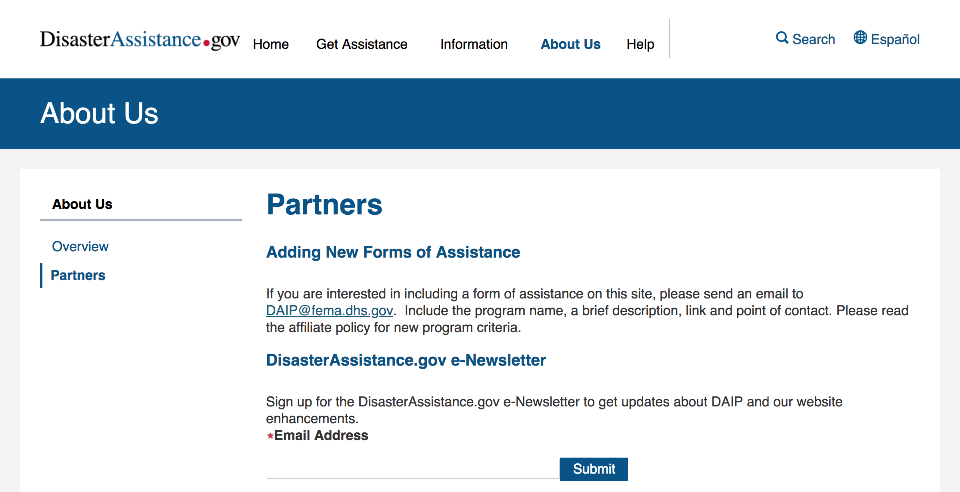 DisasterAssistance.gov
Home Get Assistance Information About Us Help
Search Español
About Us
About Us
Overview
Partners
Partners
Adding New Forms of Assistance
If you are interested in including a form of assistance on this site, please send an email to
DAIP@fema.dhs.gov. Include the program name, a brief description, link and point of contact. Please read
the affiliate policy for new program criteria.
DisasterAssistance.gov e-Newsletter
Sign up for the DisasterAssistance.gov e-Newsletter to get updates about DAIP and our website
enhancements.
*Email Address
Submit